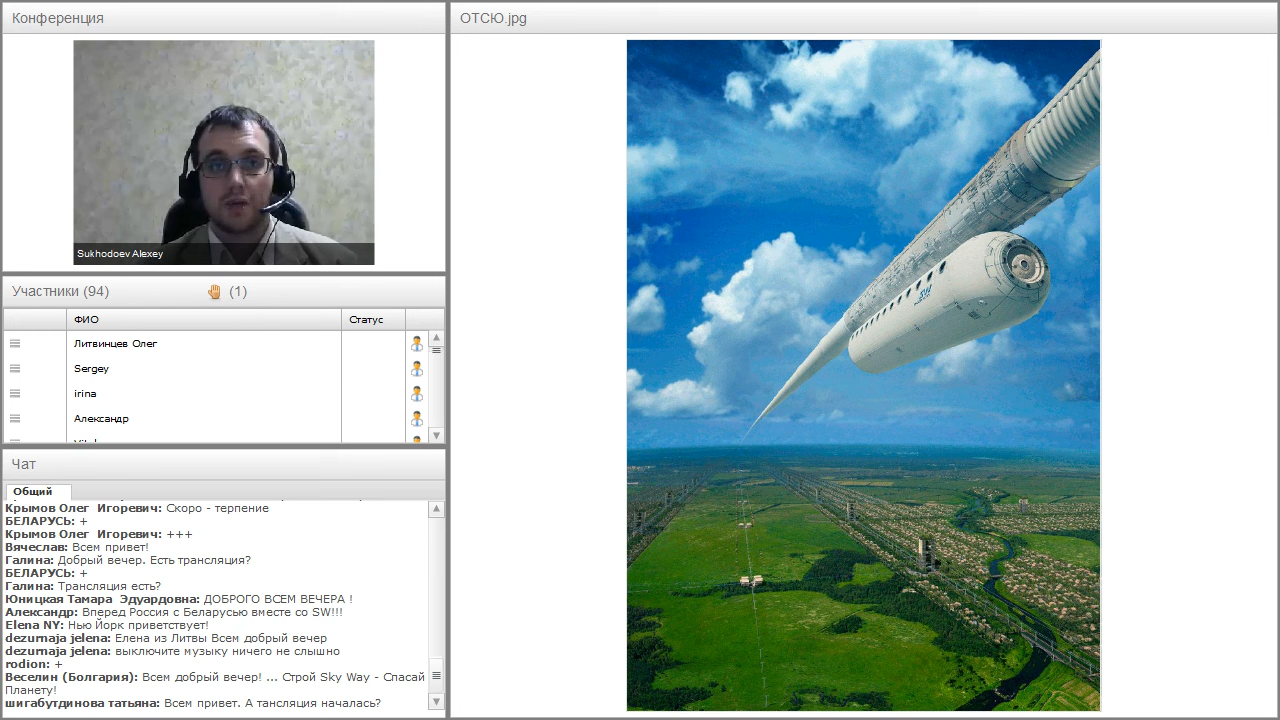 Конференция
Sukhodoev Alexey
Участники (94)
(1)
ФИО
Статус
Литвинцев Олег
Sergey
irina
Александр
Чат
Общий
Крымов Олег Игоревич: Скоро - терпение
БЕЛАРУСЬ: +
Крымов Олег Игоревич: +++
Вячеслав: Всем привет!
Галина: Добрый вечер. Есть трансляция?
БЕЛАРУСЬ: +
Галина: Трансляция есть?
Юницкая Тамара Эдуардовна: ДОБРОГО ВСЕМ ВЕЧЕРА !
Александр: Вперед Россия с Беларусью вместе со SW!!!
Elena NY: Нью Йорк приветствует!
dezurnaja jelena: Елена из Литвы Всем добрый вечер
dezurnaja jelena: выключите музыку ничего не слышно
rodion: +
Веселин (Болгария): Всем добрый вечер! ... Строй Sky Way - Спасай
Планету!
шигабутдинова татьяна: Всем привет. А тансляция началась?
ОТСЮ.jpg
SW